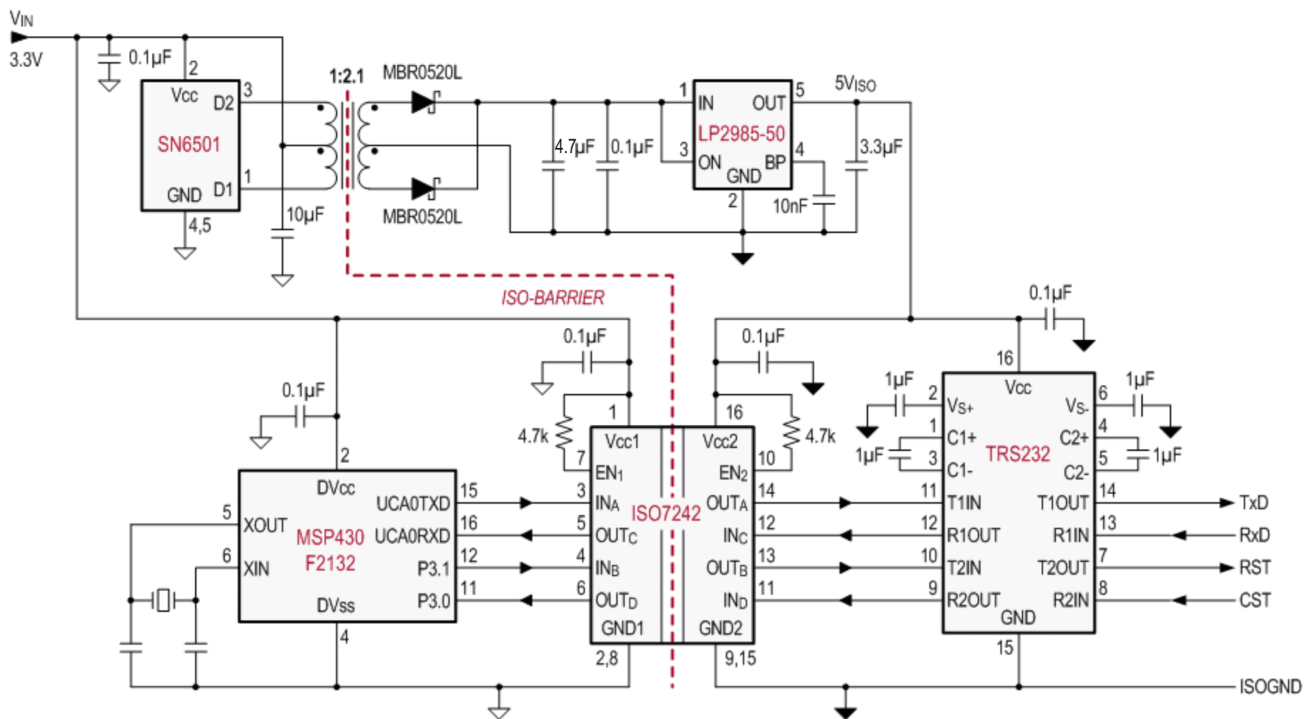 VIN
3.3V
0.1µF
2
Vcc
D2
3
SN6501
D1
1
GND
4,5
10µF
1:2.1
MBR0520L
MBR0520L
4.7µF
0.1µF
1
IN
OUT
5
5VISO
LP2985-50
3
ON
BP
4
GND
2
10nF
3.3µF
ISO-BARRIER
0.1µF
0.1µF
0.1µF
0.1µF
4.7k
1
Vcc1
7
EN1
16
Vcc2
10
EN2
4.7k
ISO7242
3
INA
OUTA
14
5
OUTC
INC
12
4
INB
OUTB
13
6
OUTD
IND
11
GND1
GND2
2,8
9,15
2
DVcc
5
XOUT
UCA0TXD
15
MSP430
F2132
UCA0RXD
16
6
XIN
P3.1
12
P3.0
11
DVss
4
16
Vcc
1µF
2
VS+
VS-
6
1µF
1
C1+
C2+
4
1µF
TRS232
1µF
3
C1-
C2-
5
11
T1IN
T1OUT
14
TxD
12
R1OUT
R1IN
13
RxD
10
T2IN
T2OUT
7
RST
9
R2OUT
R2IN
8
CST
GND
15
ISOGND